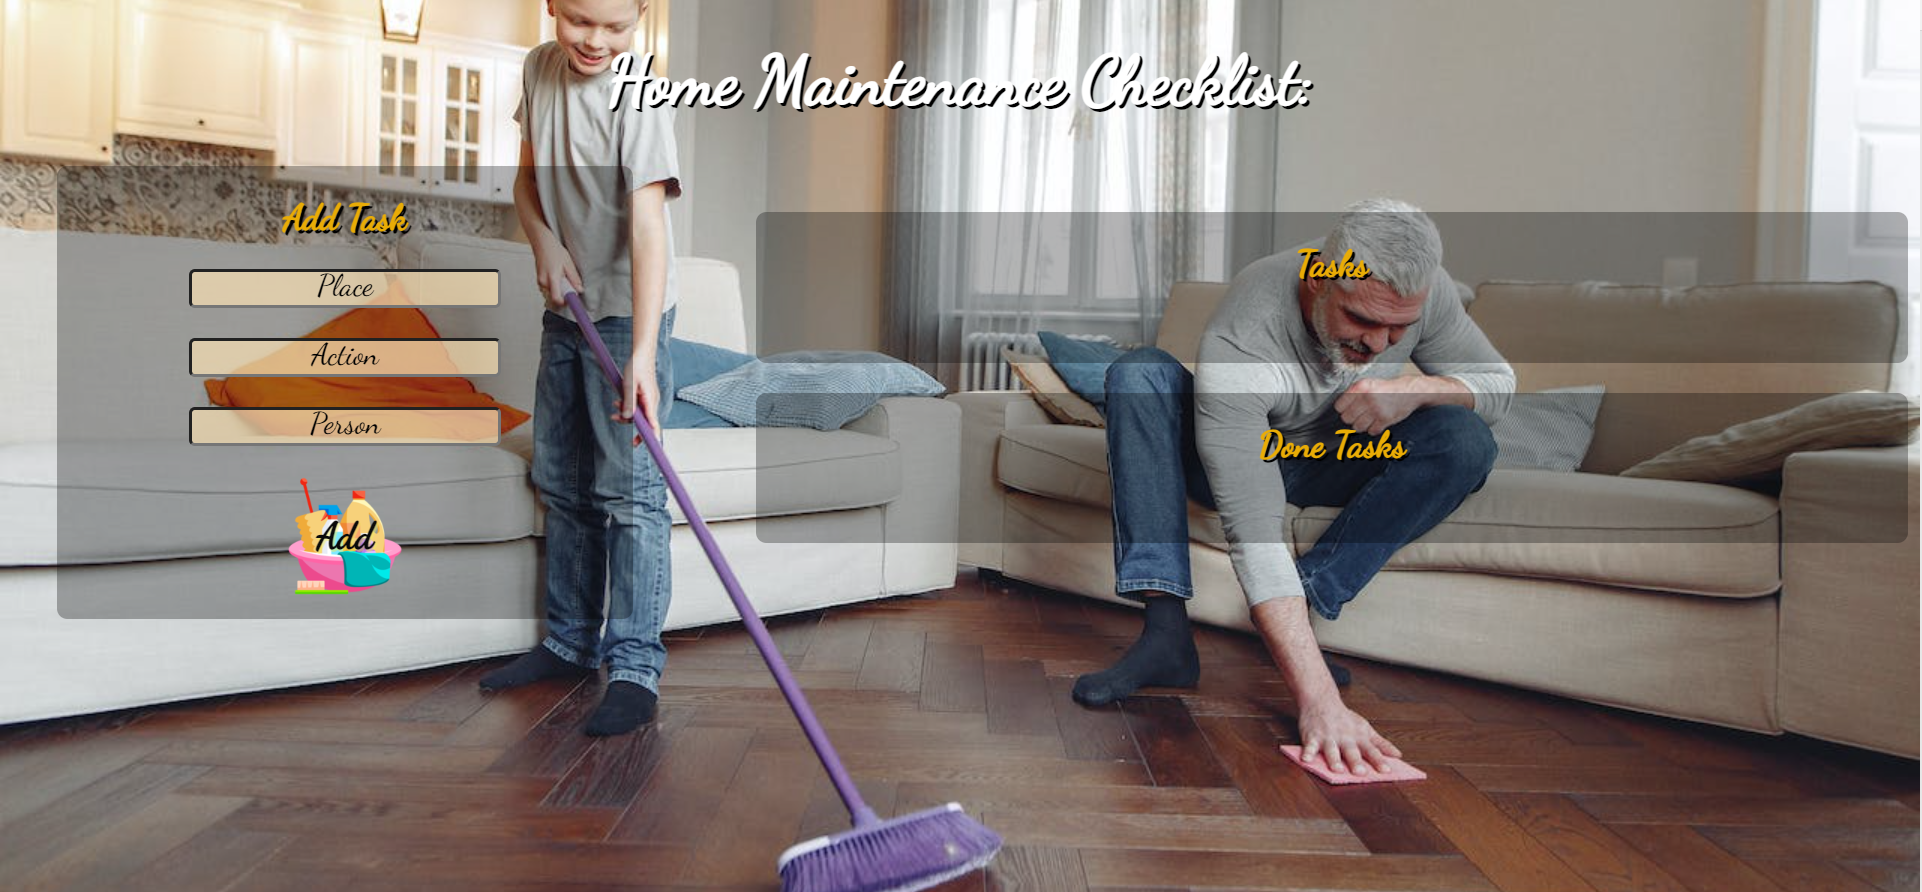 Home Maintenance Checklist:
Add Task
Place
Action
Person
Add
Tasks
Done Tasks